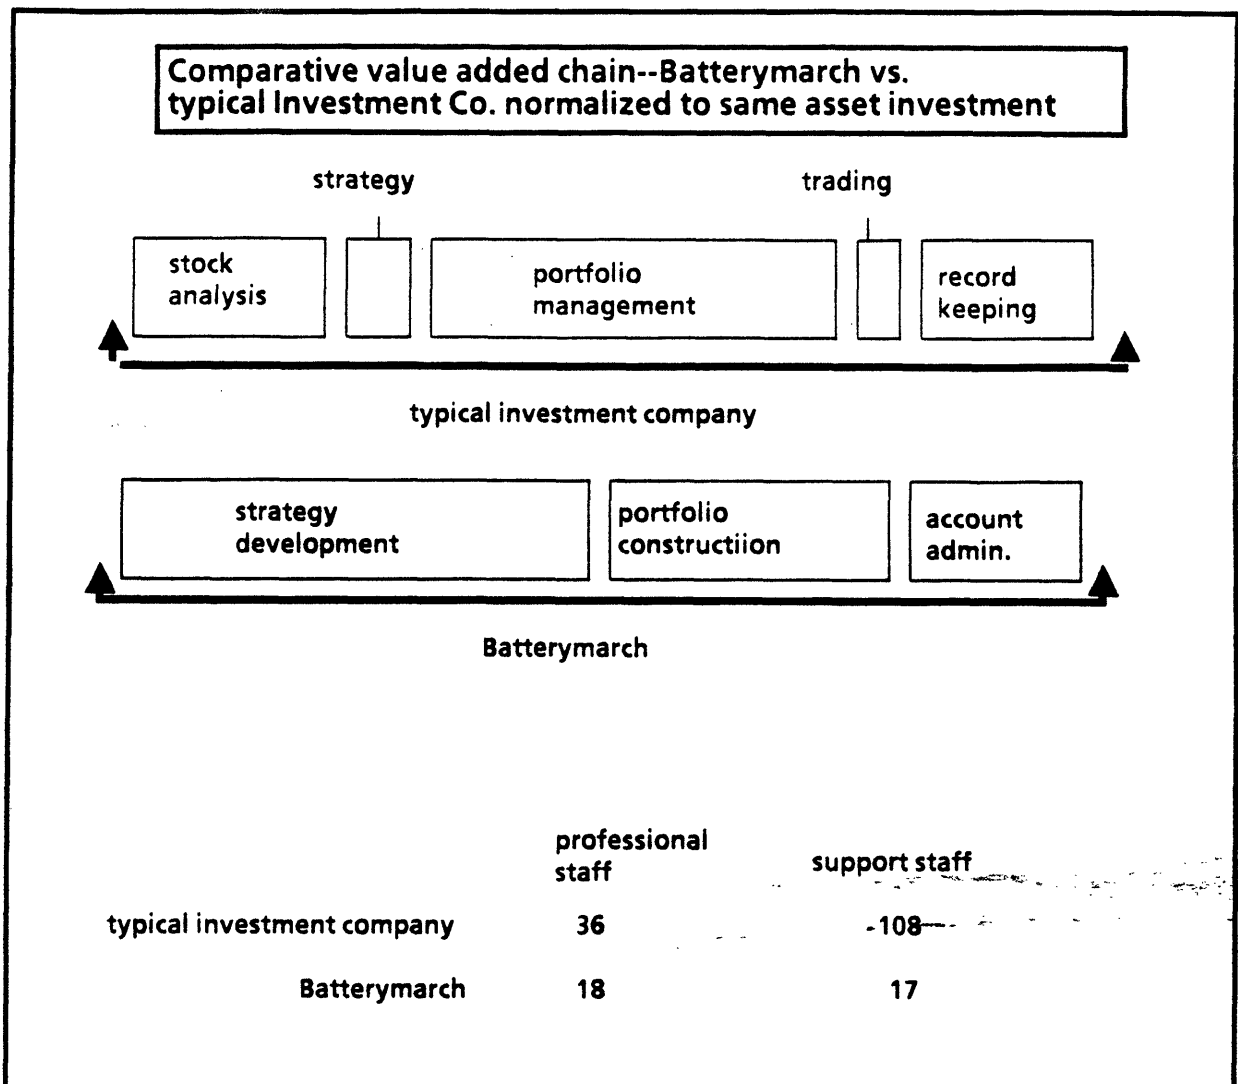 Comparative value added chain--Batterymarch vs.
typical Investment Co. normalized to same asset investment
strategy
trading
stock
analysis
portfolio
management
record
keeping
typical investment company
strategy
development
portfolio
constructiion
account
admin.
Batterymarch
professional
staff
support staff
typical investment company 36 108
Batterymarch 18 17